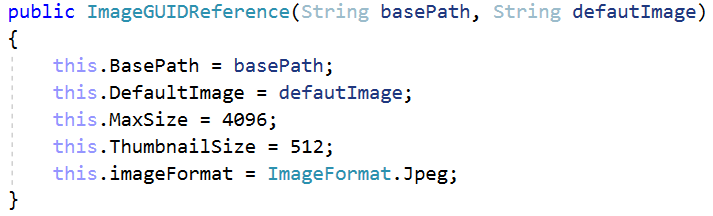 public ImageGUIDReference(String basePath, String defautImage)
{
this.BasePath = basePath;
this.DefaultImage = defautImage;
this.MaxSize = 4096;
this.ThumbnailSize = 512;
this.imageFormat = ImageFormat.Jpeg;
}